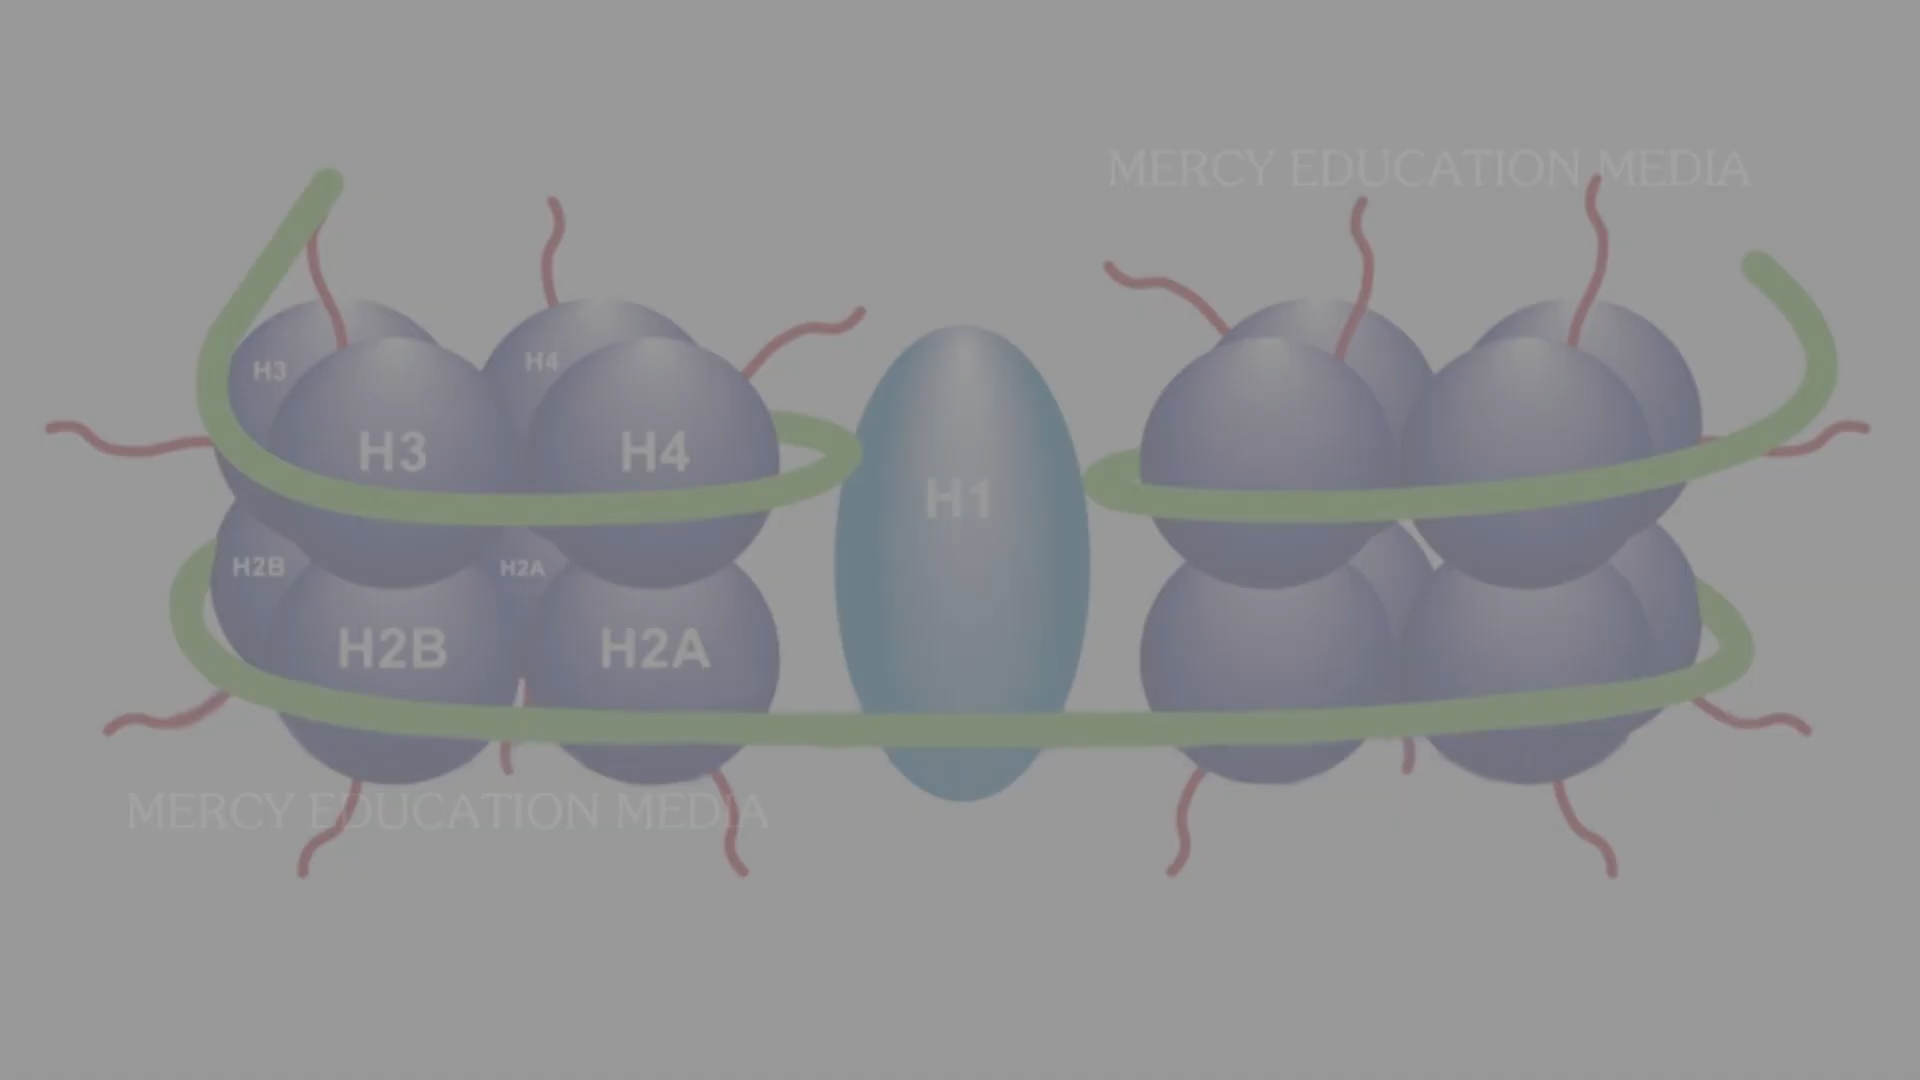 MERCY EDUCATION MEDIA
H3
H4
H3
H4
H1
H2B
H2A
H2B
H2A
MERCY EDUCATION MEDIA